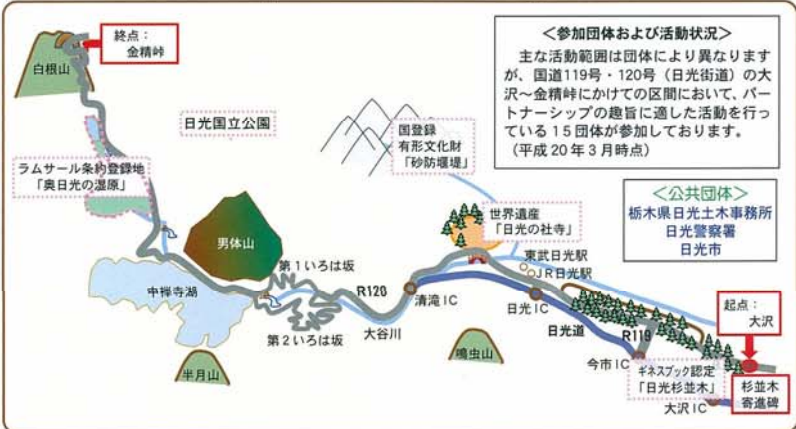 終点：
金精峠
白根山
日光国立公園
国登録
有形文化財
「砂防堰堤」
<参加団体および活動状況>
主な活動範囲は団体により異なります
が、国道119号・120号（日光街道）の大
沢～金精峠にかけての区間において、パー
トナーシップの趣旨に適した活動を行っ
ている15団体が参加しております。
（平成20年3月時点）
<公共団体>
栃木県日光土木事務所
日光警察署
日光市
ラムサール条約登録地
「奥日光の湿原」
世界遺産
「日光の社寺」
男体山
東武日光駅
JR日光駅
第1いろは坂
R120
中禅寺湖
清滝IC
日光IC
起点：
大沢
第2いろは坂
大谷川
日光道
R119
半月山
鳴虫山
今市IC
ギネスブック認定
「日光杉並木」
杉並木
寄進碑
大沢IC